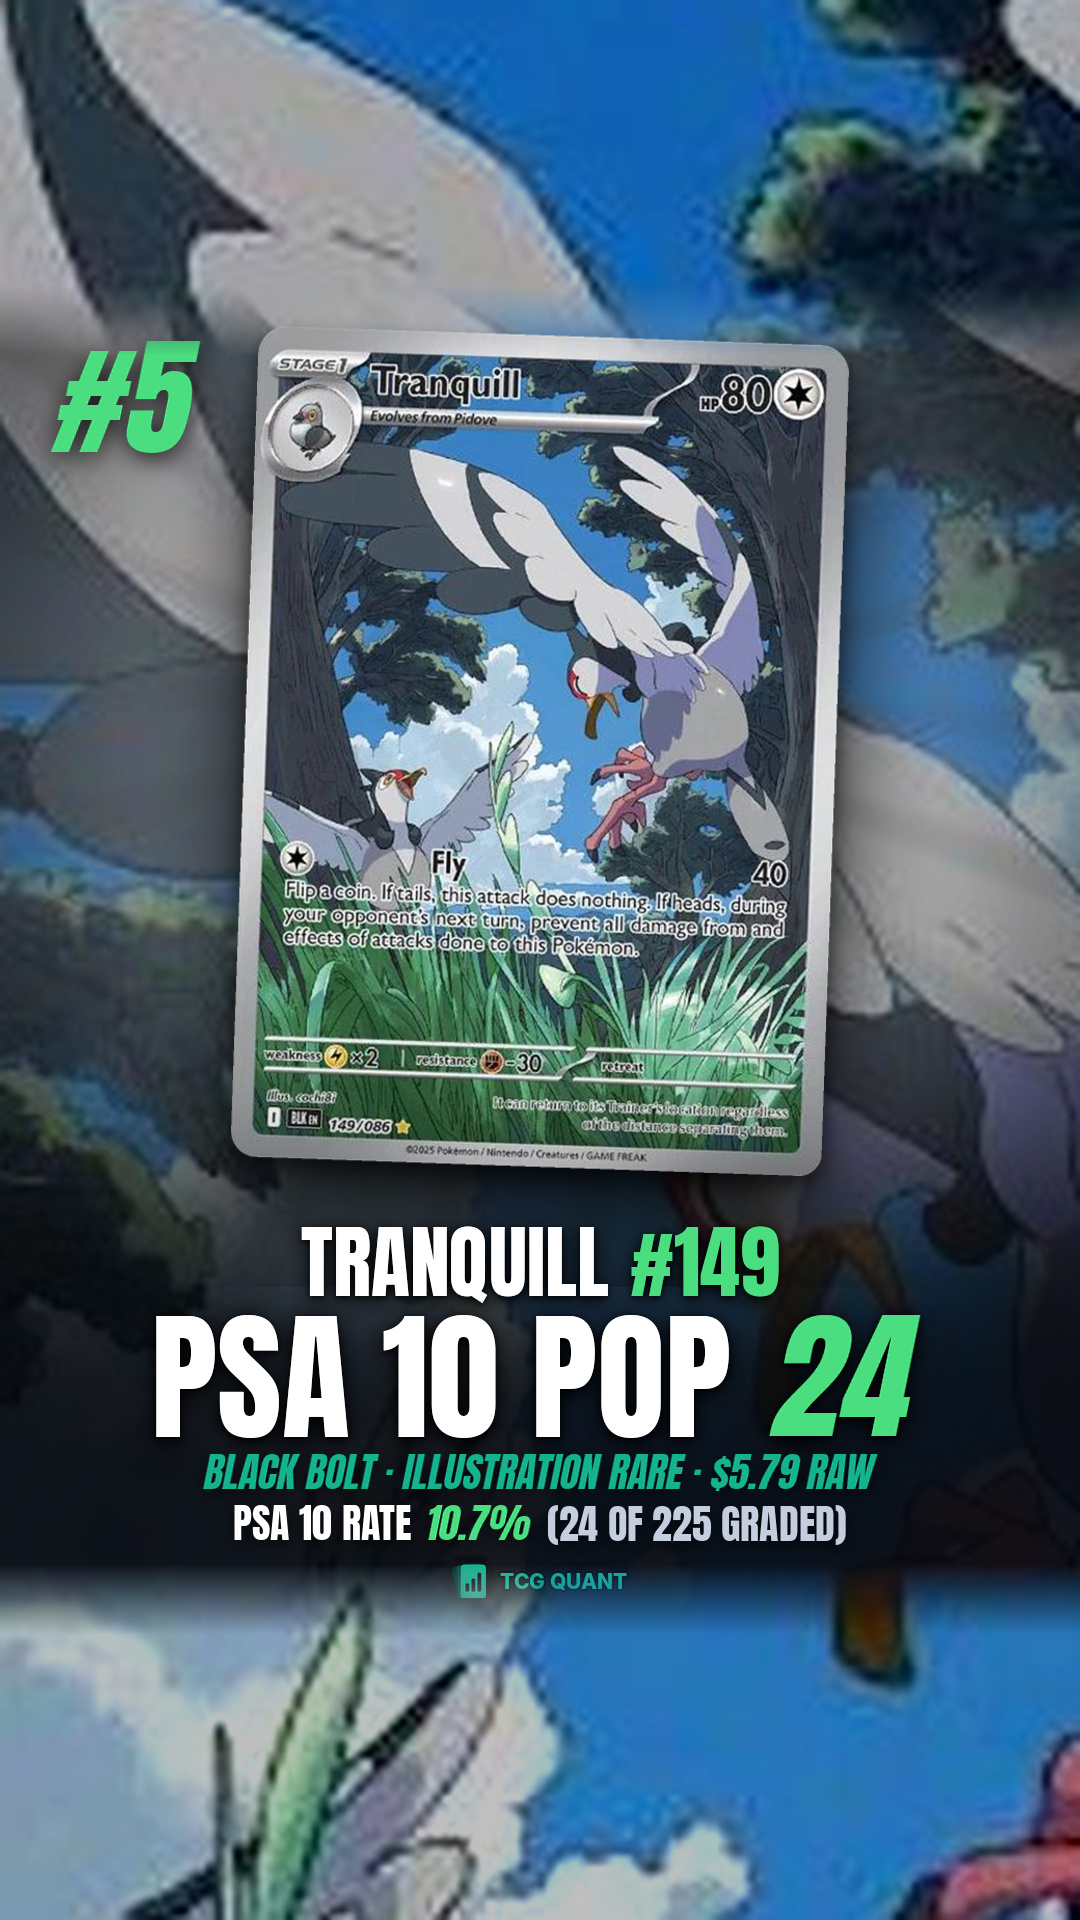 #5
STAGE1
Tranquill
HP 80
Evolves from Pidove
Fly 40
Flip a coin. If tails, this attack does nothing. If heads, during
your opponent's next turn, prevent all damage from and
effects of attacks done to this Pokémon.
weakness ×2 resistance -30 retreat
Illus. cochi8i
It can return to its Trainer's location regardless
of the distance separating them.
I BLK EN 149/086
©2025 Pokémon / Nintendo / Creatures / GAME FREAK
TRANQUILL #149
PSA 10 POP 24
BLACK BOLT · ILLUSTRATION RARE · $5.79 RAW
PSA 10 RATE 10.7% (24 OF 225 GRADED)
TCG QUANT